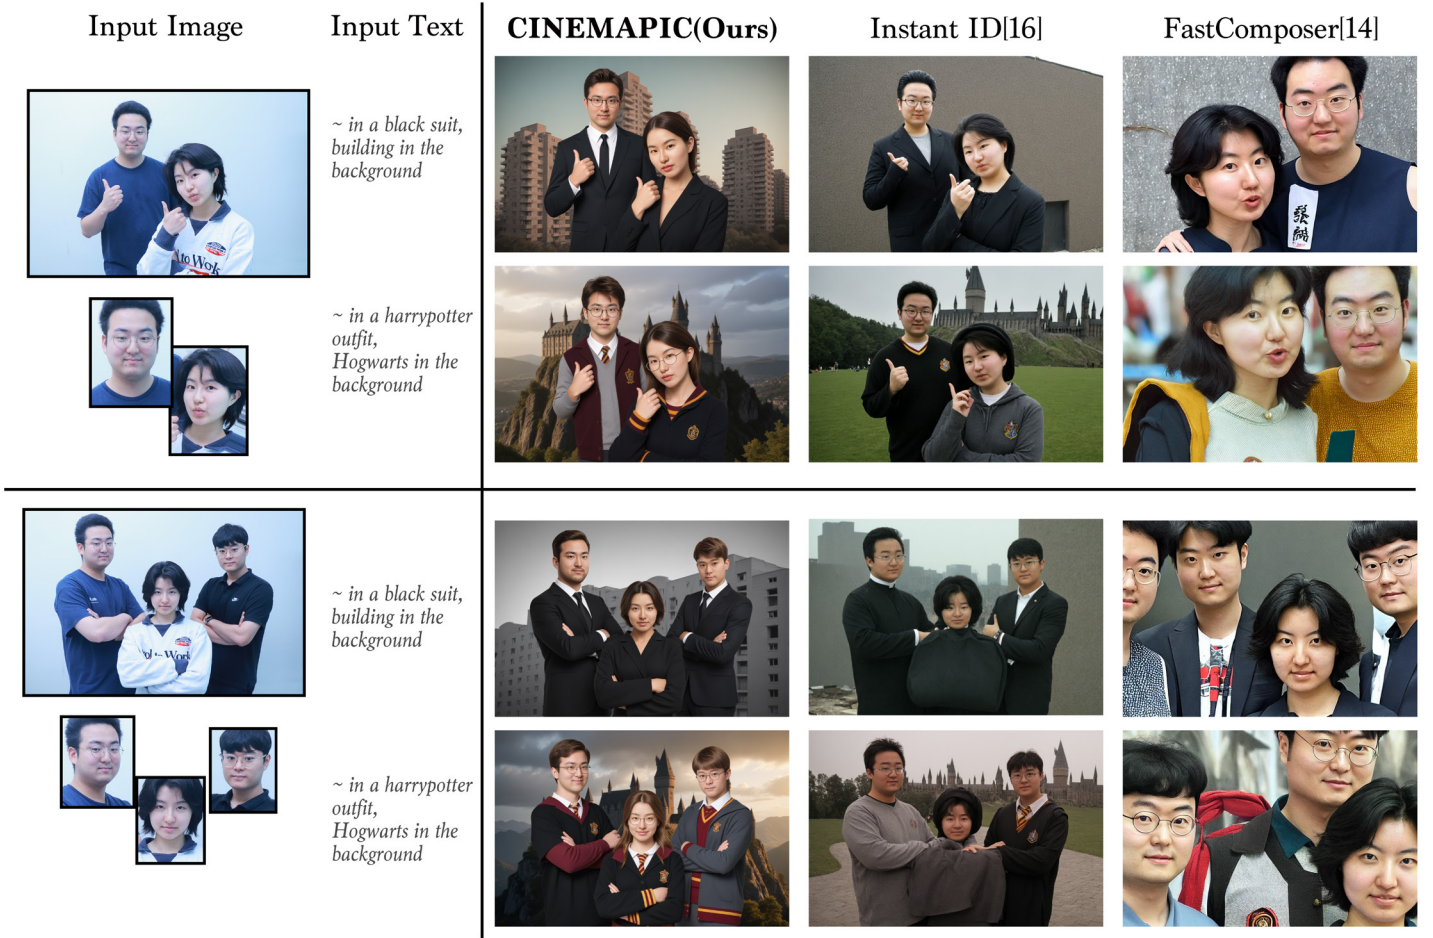 Input Image
Input Text
CINEMAPIC(Ours)
Instant ID[16]
FastComposer[14]
~ in a black suit,
building in the
background
to Wok
~ in a harrypotter
outfit,
Hogwarts in the
background
~ in a black suit,
building in the
background
~ in a harrypotter
outfit,
Hogwarts in the
background